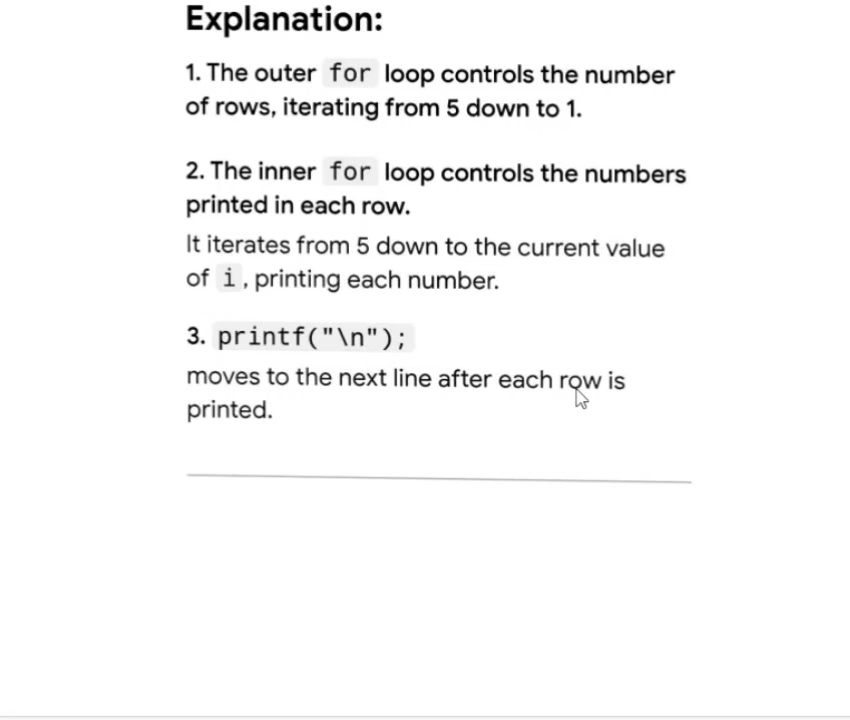 Explanation:
1. The outer for loop controls the number
of rows, iterating from 5 down to 1.
2. The inner for loop controls the numbers
printed in each row.
It iterates from 5 down to the current value
of i, printing each number.
3. printf("\n");
moves to the next line after each row is
printed.